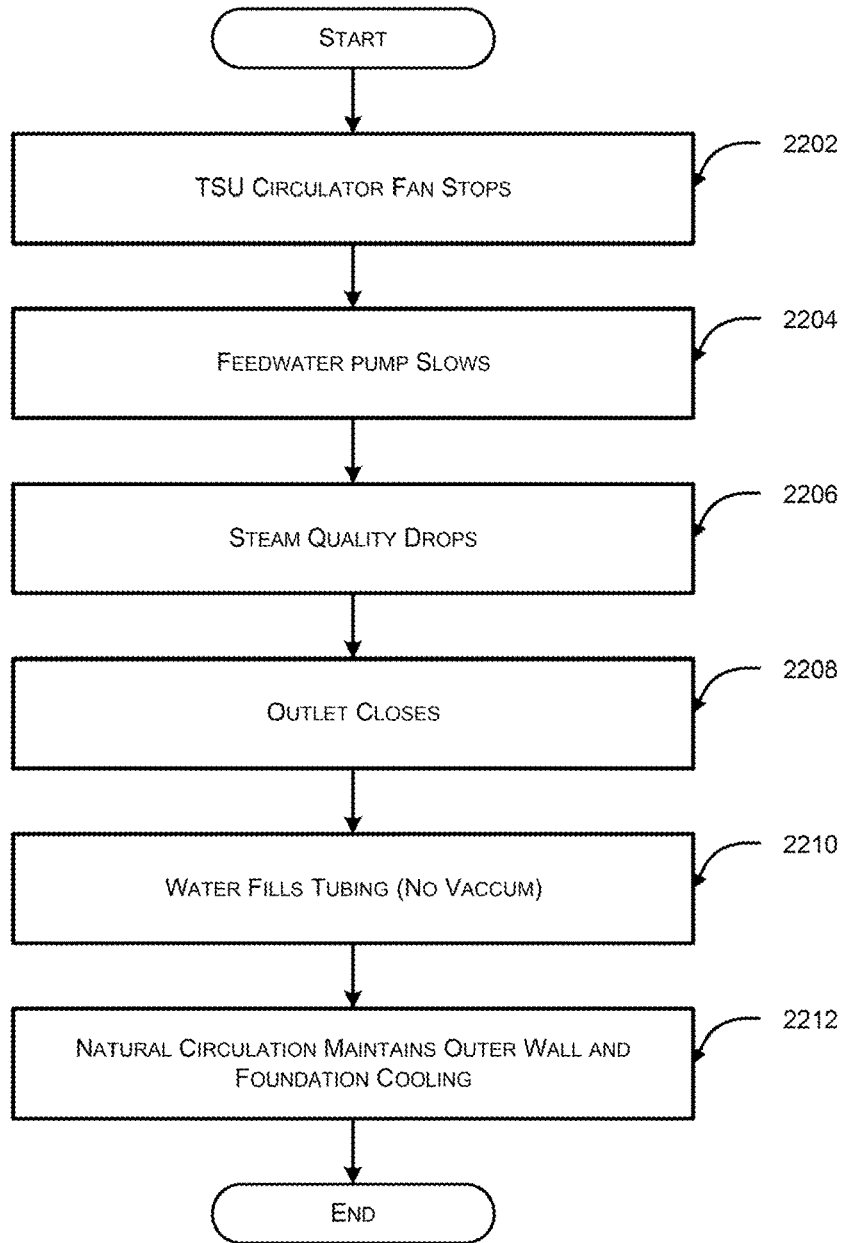 START
TSU CIRCULATOR FAN STOPS
2202
FEEDWATER PUMP SLOWS
2204
STEAM QUALITY DROPS
2206
OUTLET CLOSES
2208
WATER FILLS TUBING (NO VACCUM)
2210
NATURAL CIRCULATION MAINTAINS OUTER WALL AND
FOUNDATION COOLING
2212
END